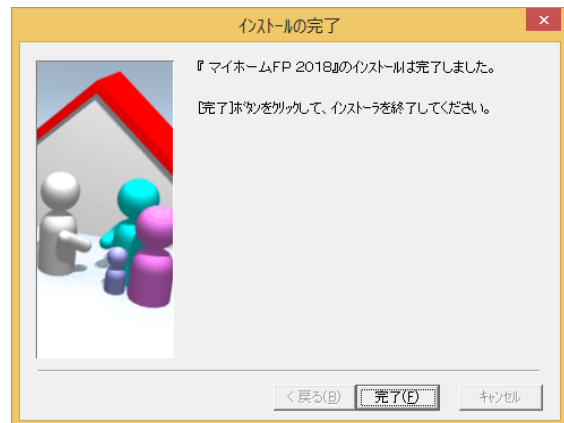 インストールの完了
『 マイホームFP 2018』のインストールは完了しました。
[完了]ボタンをクリックして、インストーラを終了してください。
< 戻る(B)
完了(F)
キャンセル